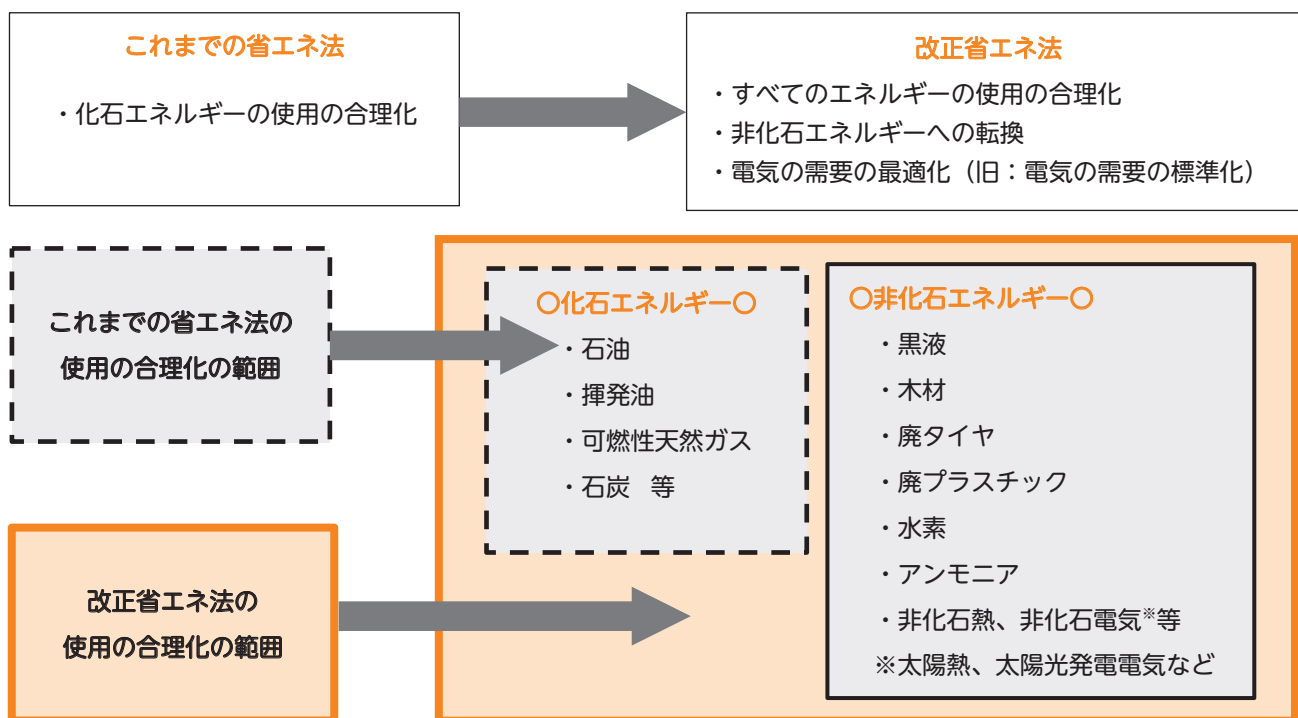 これまでの省エネ法
・化石エネルギーの使用の合理化
改正省エネ法
・すべてのエネルギーの使用の合理化
・非化石エネルギーへの転換
・電気の需要の最適化（旧：電気の需要の標準化）
これまでの省エネ法の
使用の合理化の範囲
〇化石エネルギー〇
・石油
・揮発油
・可燃性天然ガス
・石炭　等
〇非化石エネルギー〇
・黒液
・木材
・廃タイヤ
・廃プラスチック
・水素
・アンモニア
・非化石熱、非化石電気※等
※太陽熱、太陽光発電電気など
改正省エネ法の
使用の合理化の範囲